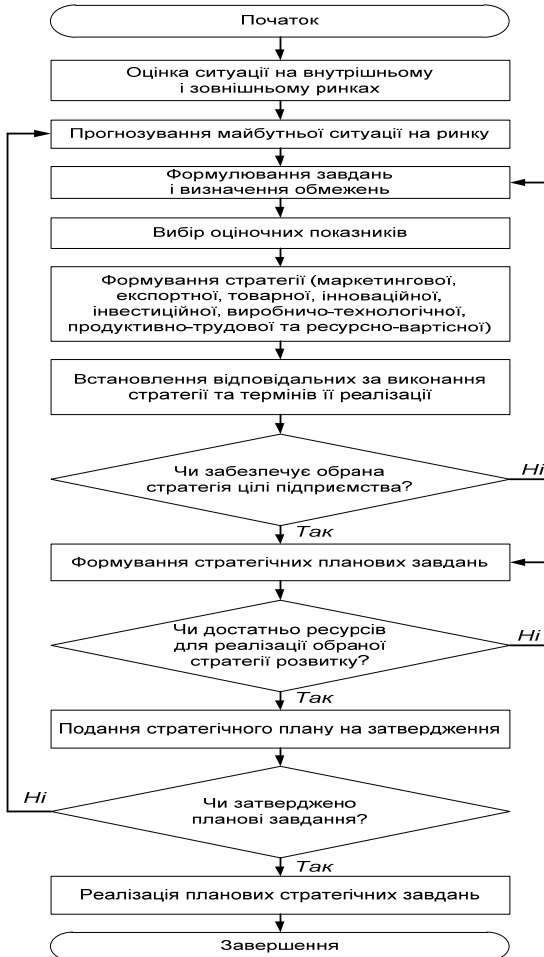 Початок
Оцінка ситуації на внутрішньому
і зовнішньому ринках
Прогнозування майбутньої ситуації на ринку
Формулювання завдань
і визначення обмежень
Вибір оціночних показників
Формування стратегії (маркетингової,
експортної, товарної, інноваційної,
інвестиційної, виробничо-технологічної,
продуктивно-трудової та ресурсно-вартісної)
Встановлення відповідальних за виконання
стратегії та термінів її реалізації
Чи забезпечує обрана
стратегія цілі підприємства?
Ні
Так
Формування стратегічних планових завдань
Чи достатньо ресурсів
для реалізації обраної
стратегії розвитку?
Ні
Так
Подання стратегічного плану на затвердження
Ні
Чи затверджено
планові завдання?
Так
Реалізація планових стратегічних завдань
Завершення